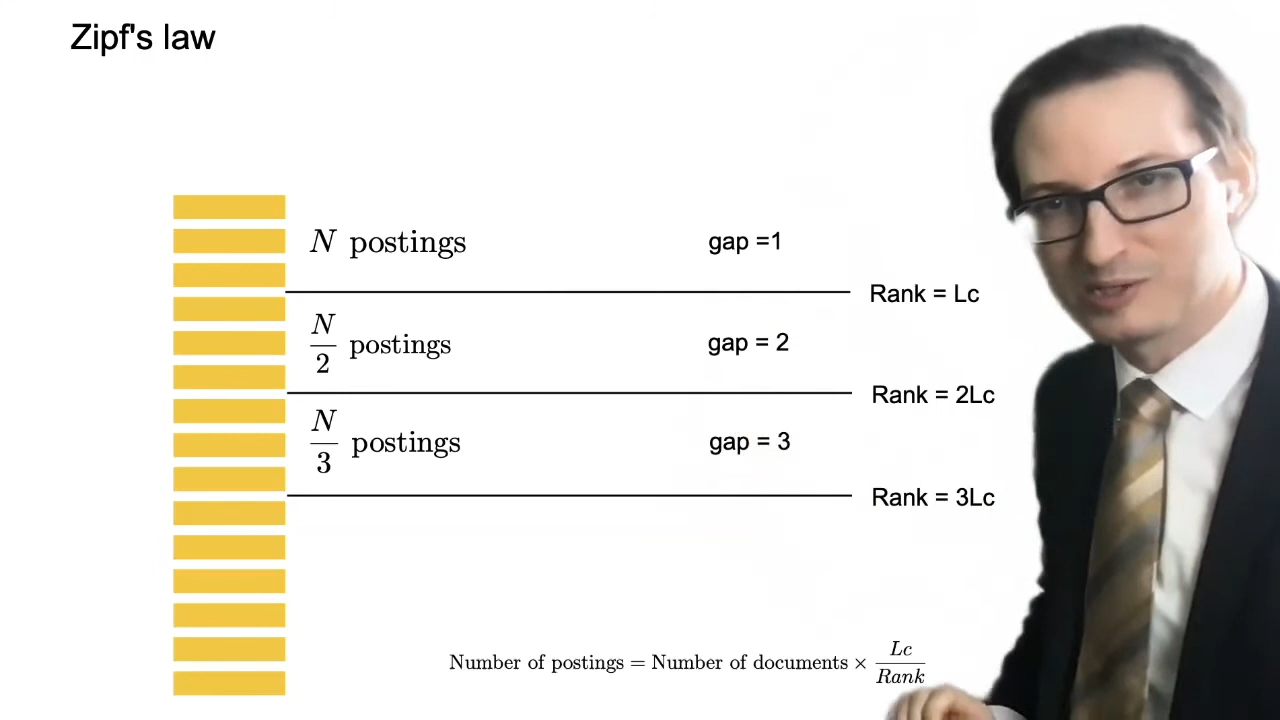 Zipf's law
N postings gap =1
Rank = Lc
N/2 postings gap = 2
Rank = 2Lc
N/3 postings gap = 3
Rank = 3Lc
Number of postings = Number of documents × Lc/Rank